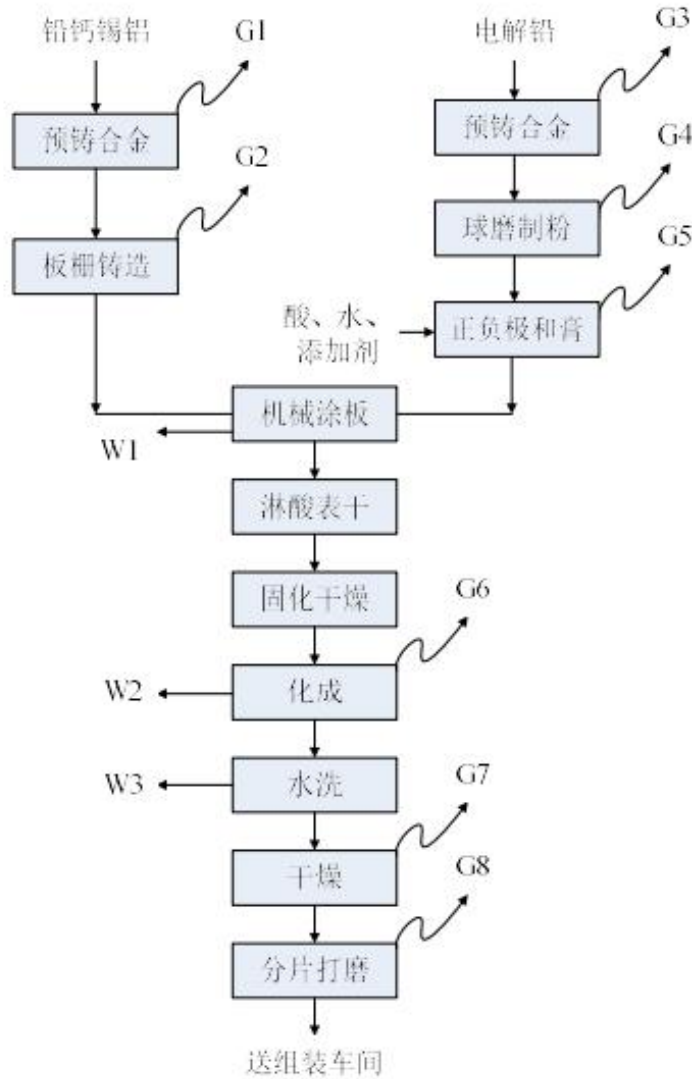 铅钙锡铝
G1
电解铅
G3
预铸合金
预铸合金
G2
G4
板栅铸造
球磨制粉
G5
酸、水、
添加剂
正负极和膏
机械涂板
W1
淋酸表干
固化干燥
G6
W2
化成
W3
水洗
G7
干燥
G8
分片打磨
送组装车间